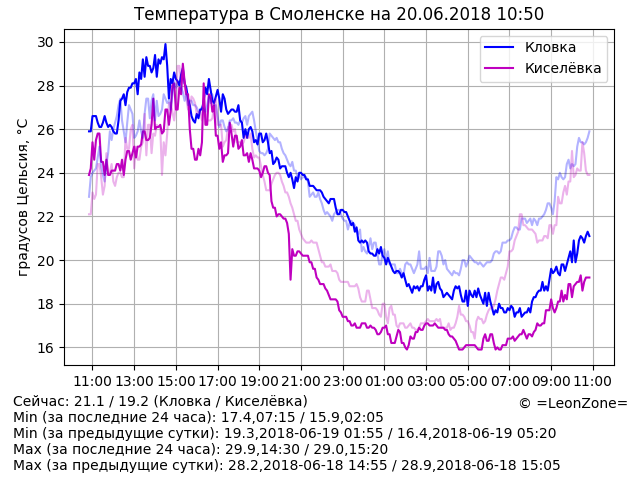 Температура в Смоленске на 20.06.2018 10:50
Кловка
Киселёвка
градусов Цельсия, °C
30
28
26
24
22
20
18
16
11:00 13:00 15:00 17:00 19:00 21:00 23:00 01:00 03:00 05:00 07:00 09:00 11:00
Сейчас: 21.1 / 19.2 (Кловка / Киселёвка)
© =LeonZone=
Min (за последние 24 часа): 17.4,07:15 / 15.9,02:05
Min (за предыдущие сутки): 19.3,2018-06-19 01:55 / 16.4,2018-06-19 05:20
Max (за последние 24 часа): 29.9,14:30 / 29.0,15:20
Max (за предыдущие сутки): 28.2,2018-06-18 14:55 / 28.9,2018-06-18 15:05